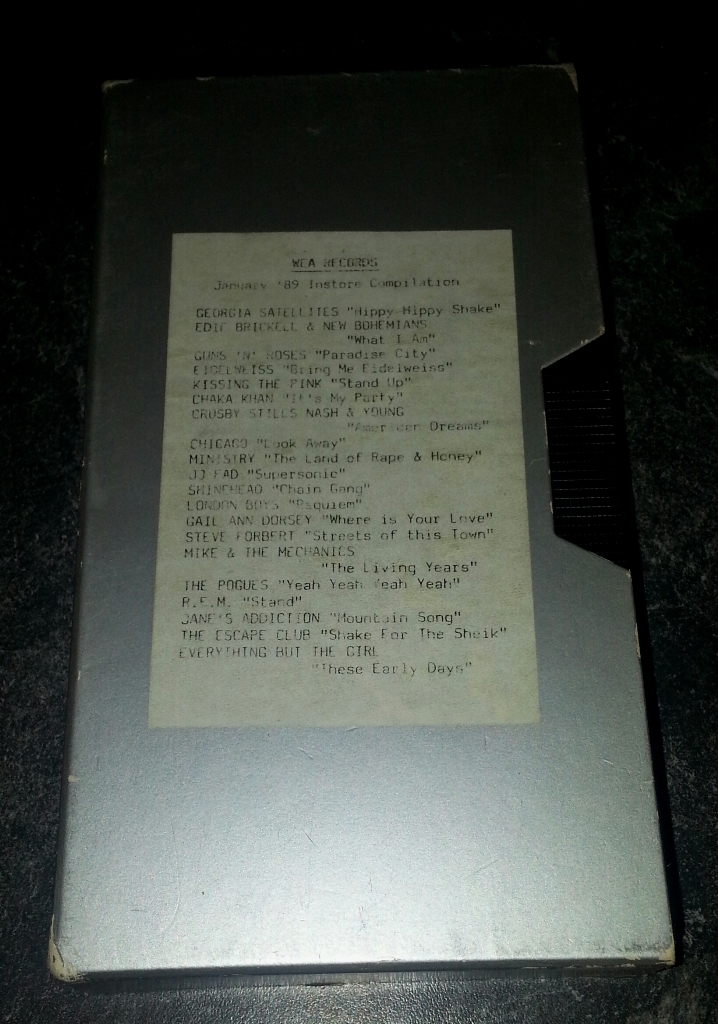 WEA RECORDS
January '89 Instore Compilation
GEORGIA SATELLITES "Hippy Hippy Shake"
EDIE BRICKELL & NEW BOHEMIANS
"What I Am"
GUNS 'N' ROSES "Paradise City"
EIDELWEISS "Bring Me Eidelweiss"
KISSING THE PINK "Stand Up"
CHAKA KHAN "It's My Party"
CROSBY STILLS NASH & YOUNG
"American Dreams"
CHICAGO "Look Away"
MINISTRY "The Land of Rape & Honey"
JJ FAD "Supersonic"
SHINEHEAD "Chain Gang"
LONDON BOYS "Requiem"
GAIL ANN DORSEY "Where is Your Love"
STEVE FORBERT "Streets of this Town"
MIKE & THE MECHANICS
"The Living Years"
THE POGUES "Yeah Yeah Yeah Yeah"
R.E.M. "Stand"
JANE'S ADDICTION "Mountain Song"
THE ESCAPE CLUB "Shake For The Sheik"
EVERYTHING BUT THE GIRL
"These Early Days"